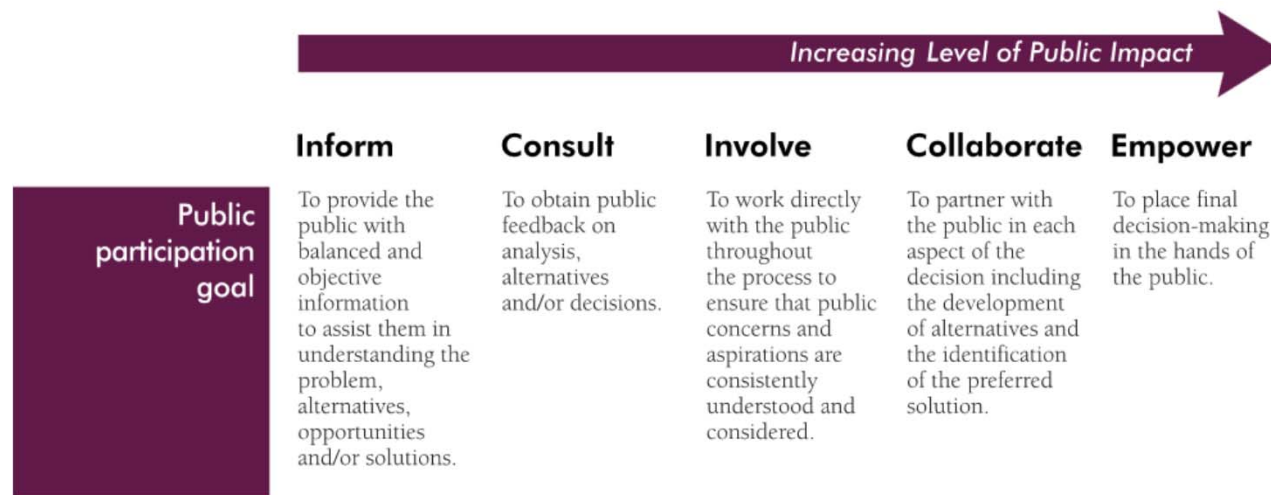 Increasing Level of Public Impact
Inform
Consult
Involve
Collaborate
Empower
Public
participation
goal
To provide the
public with
balanced and
objective
information
to assist them in
understanding the
problem,
alternatives,
opportunities
and/or solutions.
To obtain public
feedback on
analysis,
alternatives
and/or decisions.
To work directly
with the public
throughout
the process to
ensure that public
concerns and
aspirations are
consistently
understood and
considered.
To partner with
the public in each
aspect of the
decision including
the development
of alternatives and
the identification
of the preferred
solution.
To place final
decision-making
in the hands of
the public.